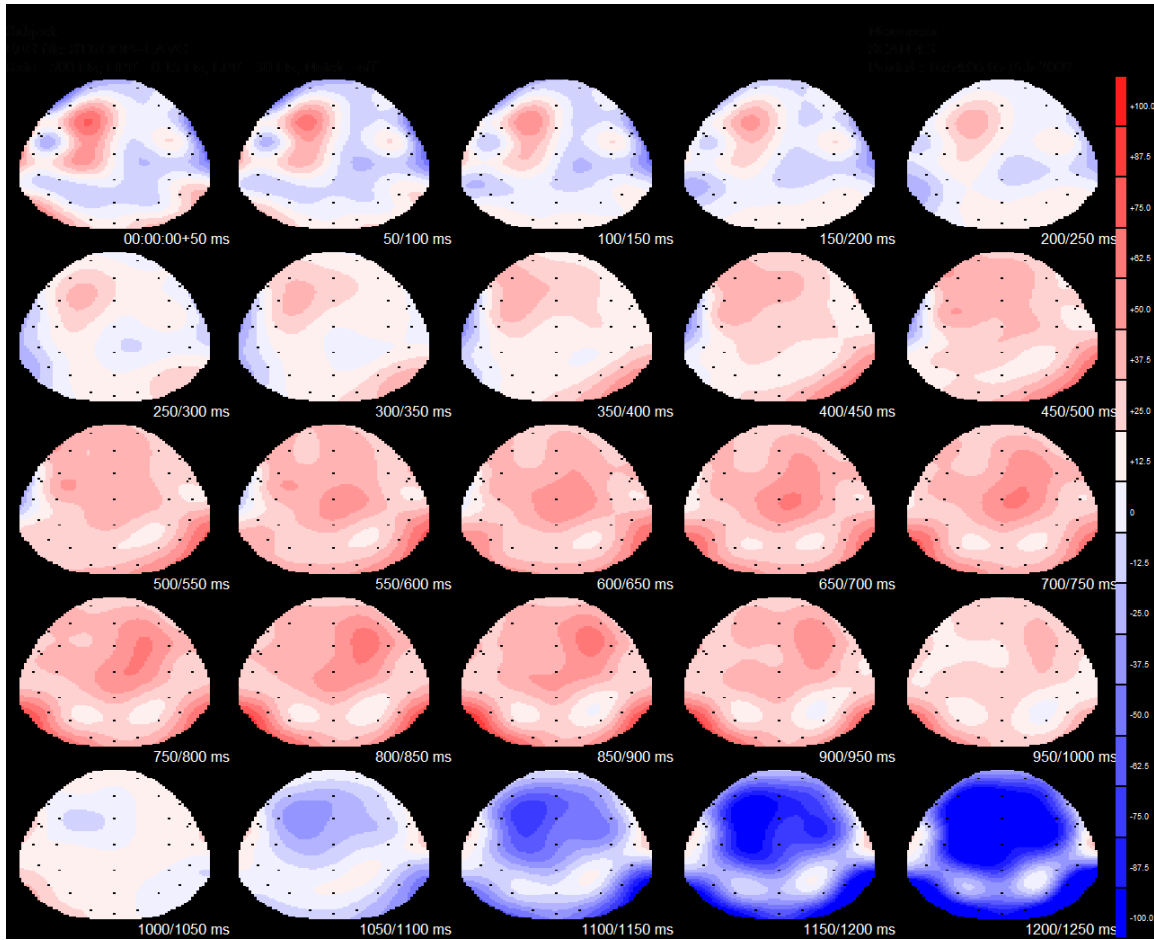 00:00:00+50 ms
50/100 ms
100/150 ms
150/200 ms
200/250 ms
250/300 ms
300/350 ms
350/400 ms
400/450 ms
450/500 ms
500/550 ms
550/600 ms
600/650 ms
650/700 ms
700/750 ms
750/800 ms
800/850 ms
850/900 ms
900/950 ms
950/1000 ms
1000/1050 ms
1050/1100 ms
1100/1150 ms
1150/1200 ms
1200/1250 ms
+100.0
+87.5
+75.0
+62.5
+50.0
+37.5
+25.0
+12.5
0
-12.5
-25.0
-37.5
-50.0
-62.5
-75.0
-87.5
-100.0